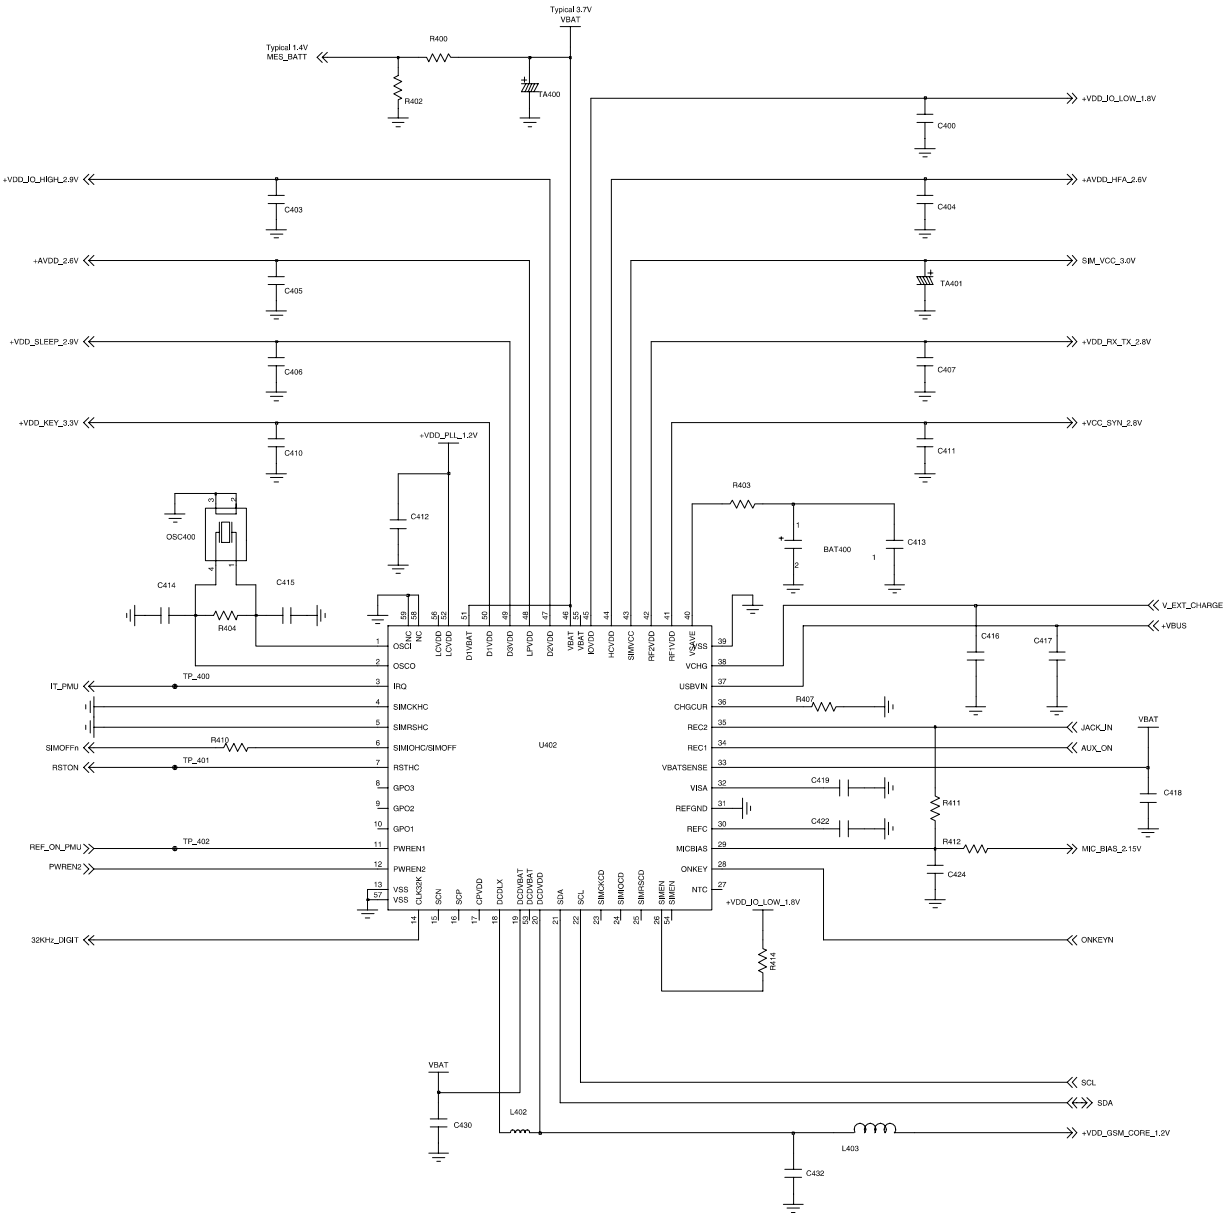 Typical 3.7V
VBAT
R400
Typical 1.4V
MES_BATT
R402
TA400
+
+VDD_IO_LOW_1.8V
C400
+VDD_IO_HIGH_2.9V
C403
+AVDD_HFA_2.6V
C404
+AVDD_2.6V
C405
SIM_VCC_3.0V
+
TA401
+VDD_SLEEP_2.9V
C406
+VDD_RX_TX_2.8V
C407
+VDD_KEY_3.3V
C410
+VDD_PLL_1.2V
+VCC_SYN_2.8V
C411
R403
3
2
OSC400
4
1
C412
1
+
BAT400
2
C413
1
C414
C415
R404
59
58
56
52
51
50
49
48
47
46
55
45
44
43
42
41
40
NC
NC
LCVDD
LCVDD
D1VBAT
D1VDD
D3VDD
LPVDD
D2VDD
VBAT
VBAT
IOVDD
HCVDD
SIMVCC
RF2VDD
RF1VDD
VSAVE
V_EXT_CHARGE
+VBUS
C416
C417
1 OSCI
2 OSCO
IT_PMU TP_400 3 IRQ
4 SIMCKHC
5 SIMRSHC
SIMOFFn R410 6 SIMIOHC/SIMOFF
RSTON TP_401 7 RSTHC
8 GPO3
9 GPO2
10 GPO1
REF_ON_PMU TP_402 11 PWREN1
PWREN2 12 PWREN2
13 VSS
57 VSS
U402
VSS 39
VCHG 38
USBVIN 37
CHGCUR 36 R407
REC2 35 JACK_IN
REC1 34 AUX_ON
VBATSENSE 33
VBAT
C418
VISA 32 C419
REFGND 31
R411
REFC 30 C422
MICBIAS 29 R412 MIC_BIAS_2.15V
ONKEY 28
C424
NTC 27
CLK32K
SCN
SCP
CPVDD
DCDLX
DCDVBAT
DCDVBAT
DCDVDD
SDA
SCL
SIMCKCD
SIMIOCD
SIMRSCD
SIMEN
SIMEN
14
15
16
17
18
19
53
20
21
22
23
24
25
26
54
+VDD_IO_LOW_1.8V
R414
32KHz_DIGIT
ONKEYN
VBAT
C430
SCL
SDA
L402
L403
+VDD_GSM_CORE_1.2V
C432